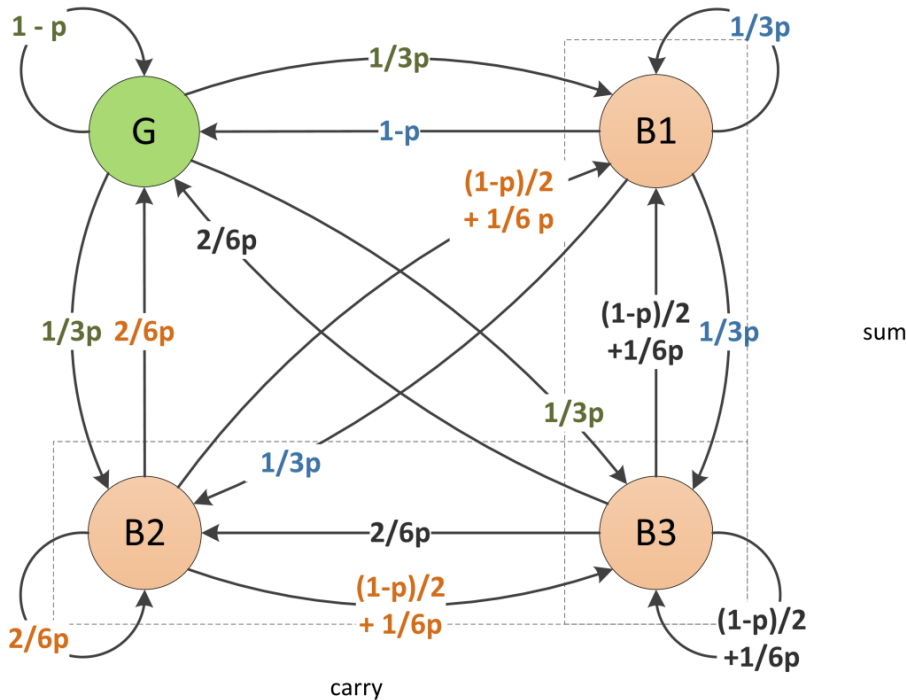 1 - p
1/3p
1/3p
G
1-p
B1
(1-p)/2
+ 1/6 p
2/6p
1/3p
2/6p
(1-p)/2
+1/6p
1/3p
sum
1/3p
1/3p
B2
2/6p
B3
2/6p
(1-p)/2
+ 1/6p
(1-p)/2
+1/6p
carry